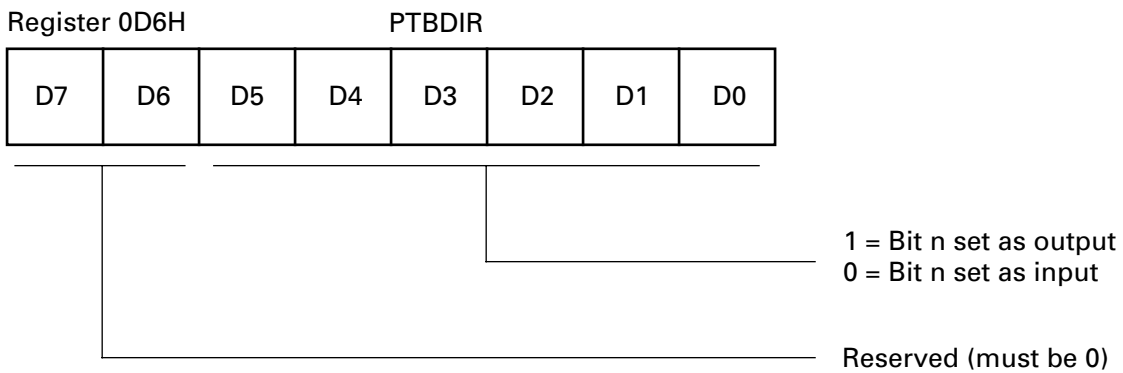 Register 0D6H PTBDIR
D7 D6 D5 D4 D3 D2 D1 D0
1 = Bit n set as output
0 = Bit n set as input
Reserved (must be 0)